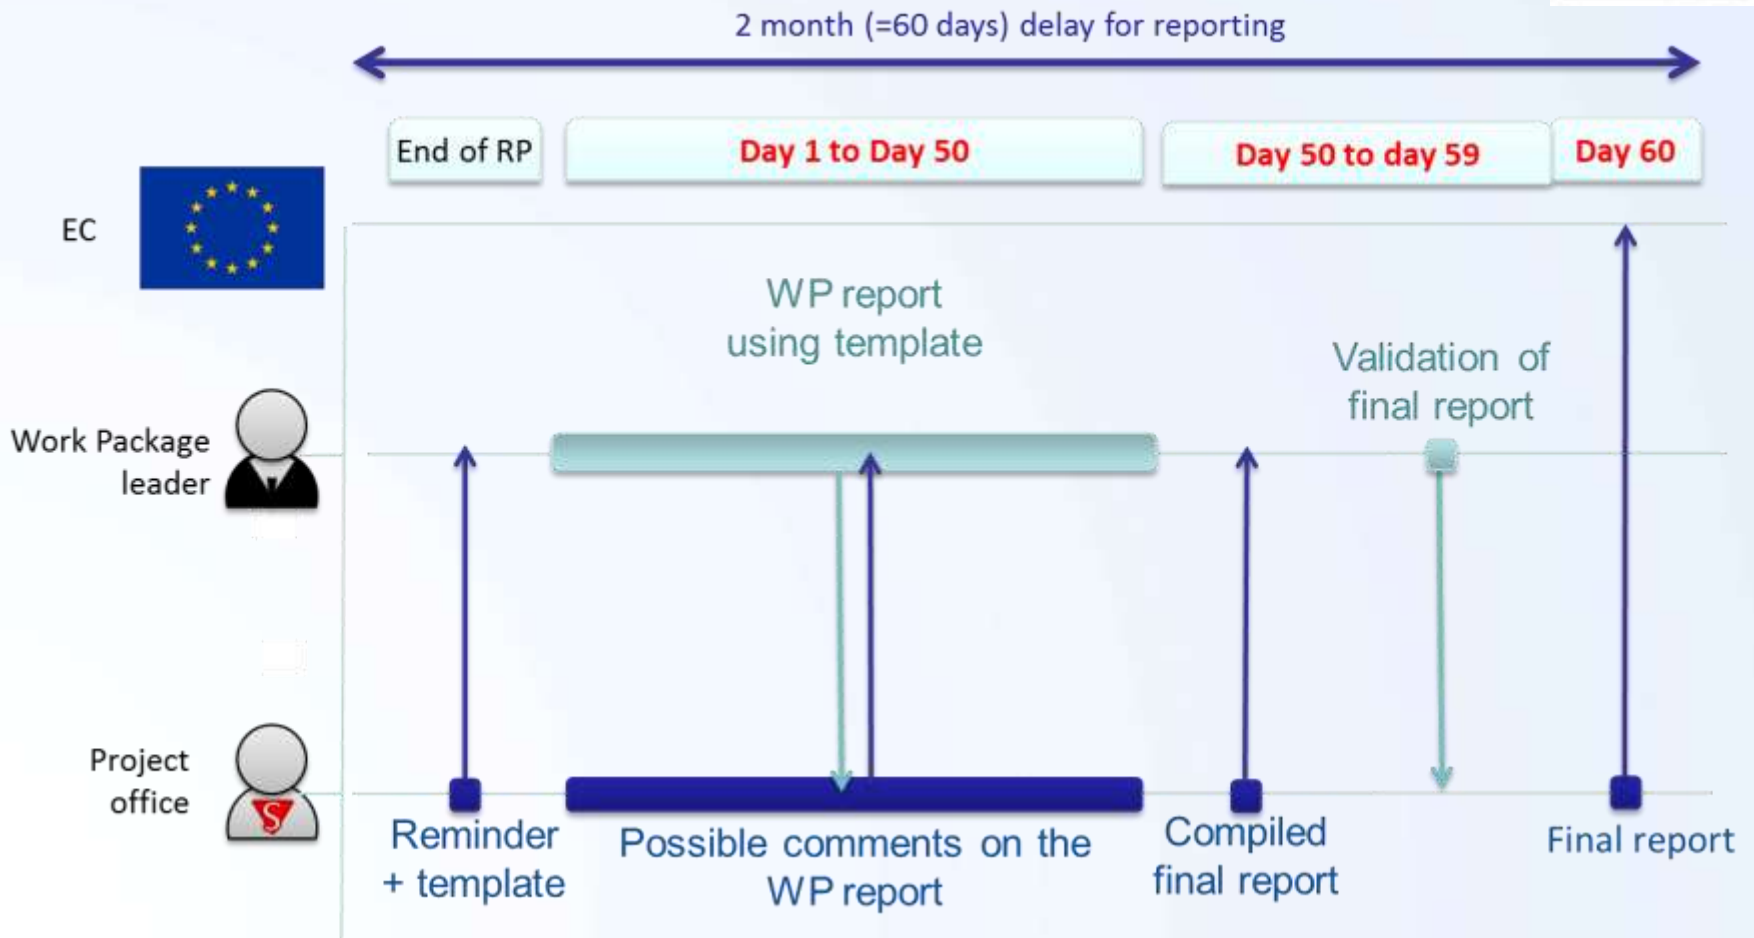 2 month (=60 days) delay for reporting
End of RP
Day 1 to Day 50
Day 50 to day 59
Day 60
EC
WP report
using template
Validation of
final report
Work Package
leader
Project
office
S
Reminder
+ template
Possible comments on the
WP report
Compiled
final report
Final report